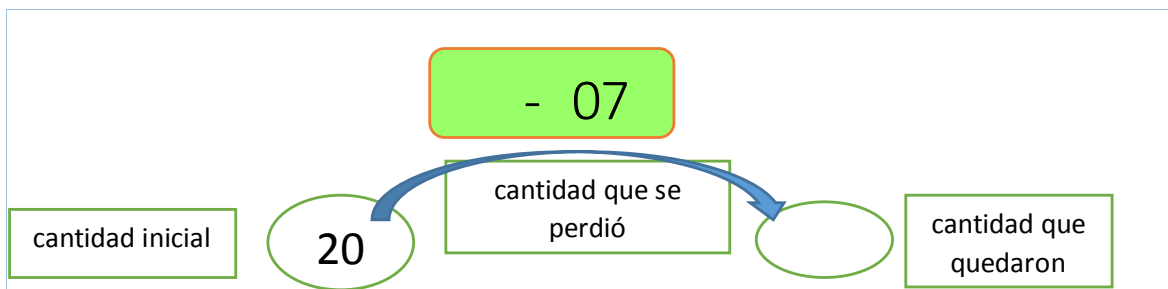 - 07
cantidad inicial
20
cantidad que se
perdió
cantidad que
quedaron